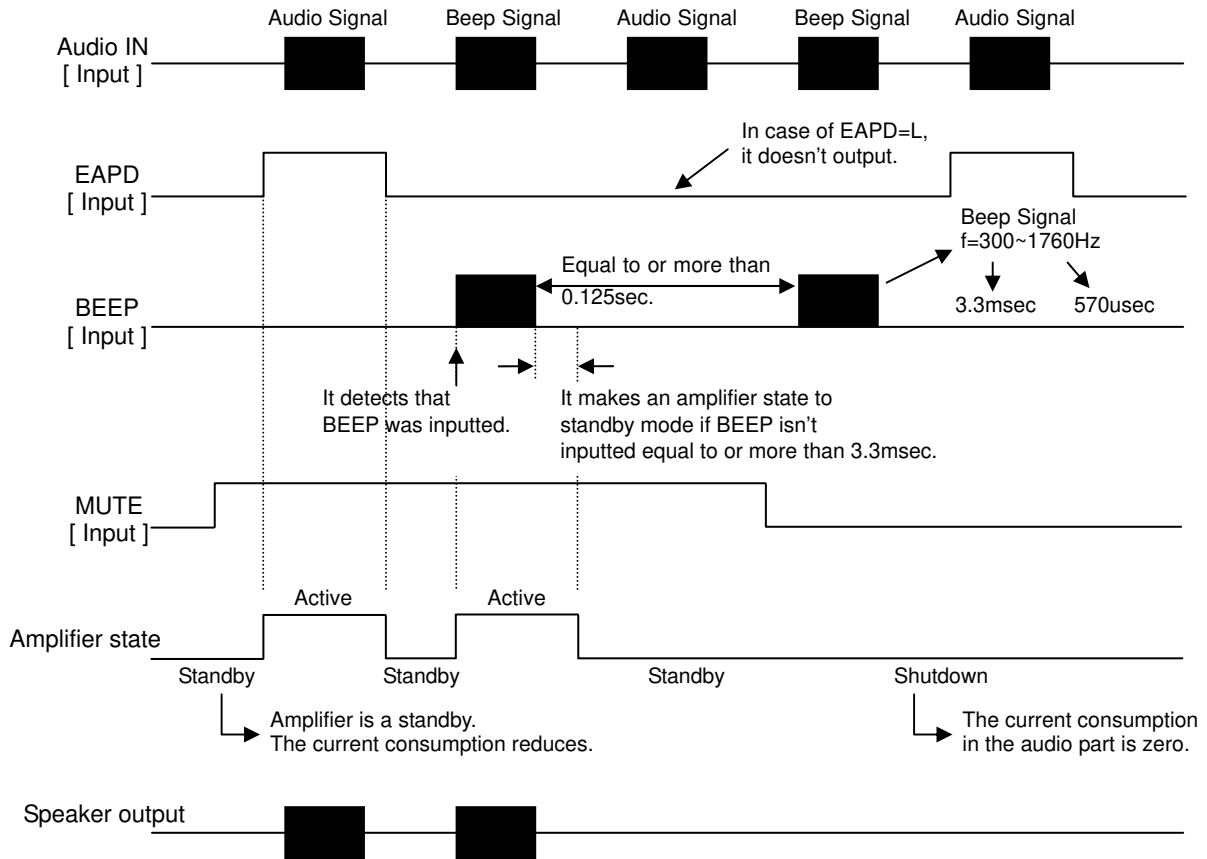 Audio Signal Beep Signal Audio Signal Beep Signal Audio Signal
Audio IN
[ Input ]
In case of EAPD=L,
it doesn't output.
EAPD
[ Input ]
Beep Signal
f=300~1760Hz
3.3msec 570usec
Equal to or more than
0.125sec.
BEEP
[ Input ]
It detects that
BEEP was inputted.
It makes an amplifier state to
standby mode if BEEP isn't
inputted equal to or more than 3.3msec.
MUTE
[ Input ]
Active Active
Amplifier state
Standby Standby Standby Shutdown
Amplifier is a standby.
The current consumption reduces.
The current consumption
in the audio part is zero.
Speaker output